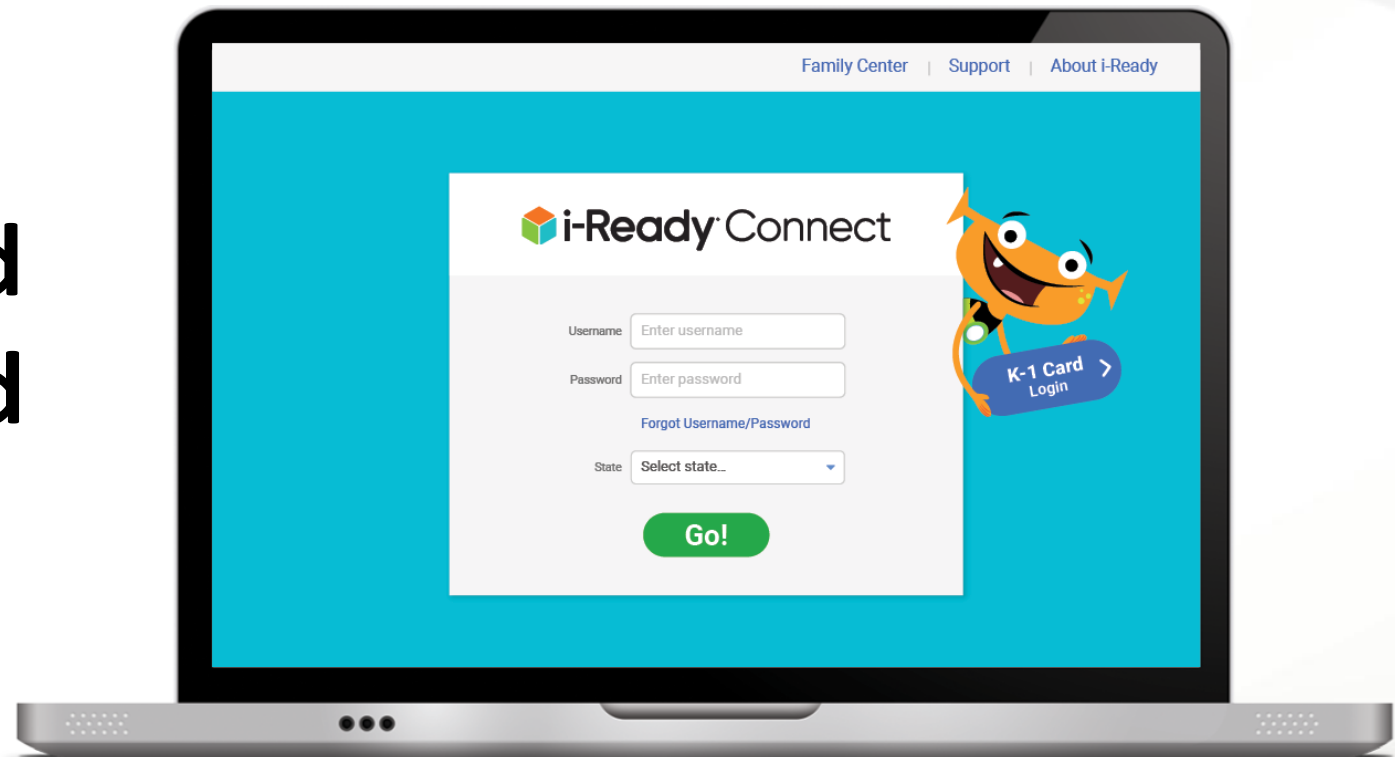 Family Center | Support | About i-Ready
i-Ready Connect
Username Enter username
Password Enter password
Forgot Username/Password
State Select state...
Go!
K-1 Card >
Login